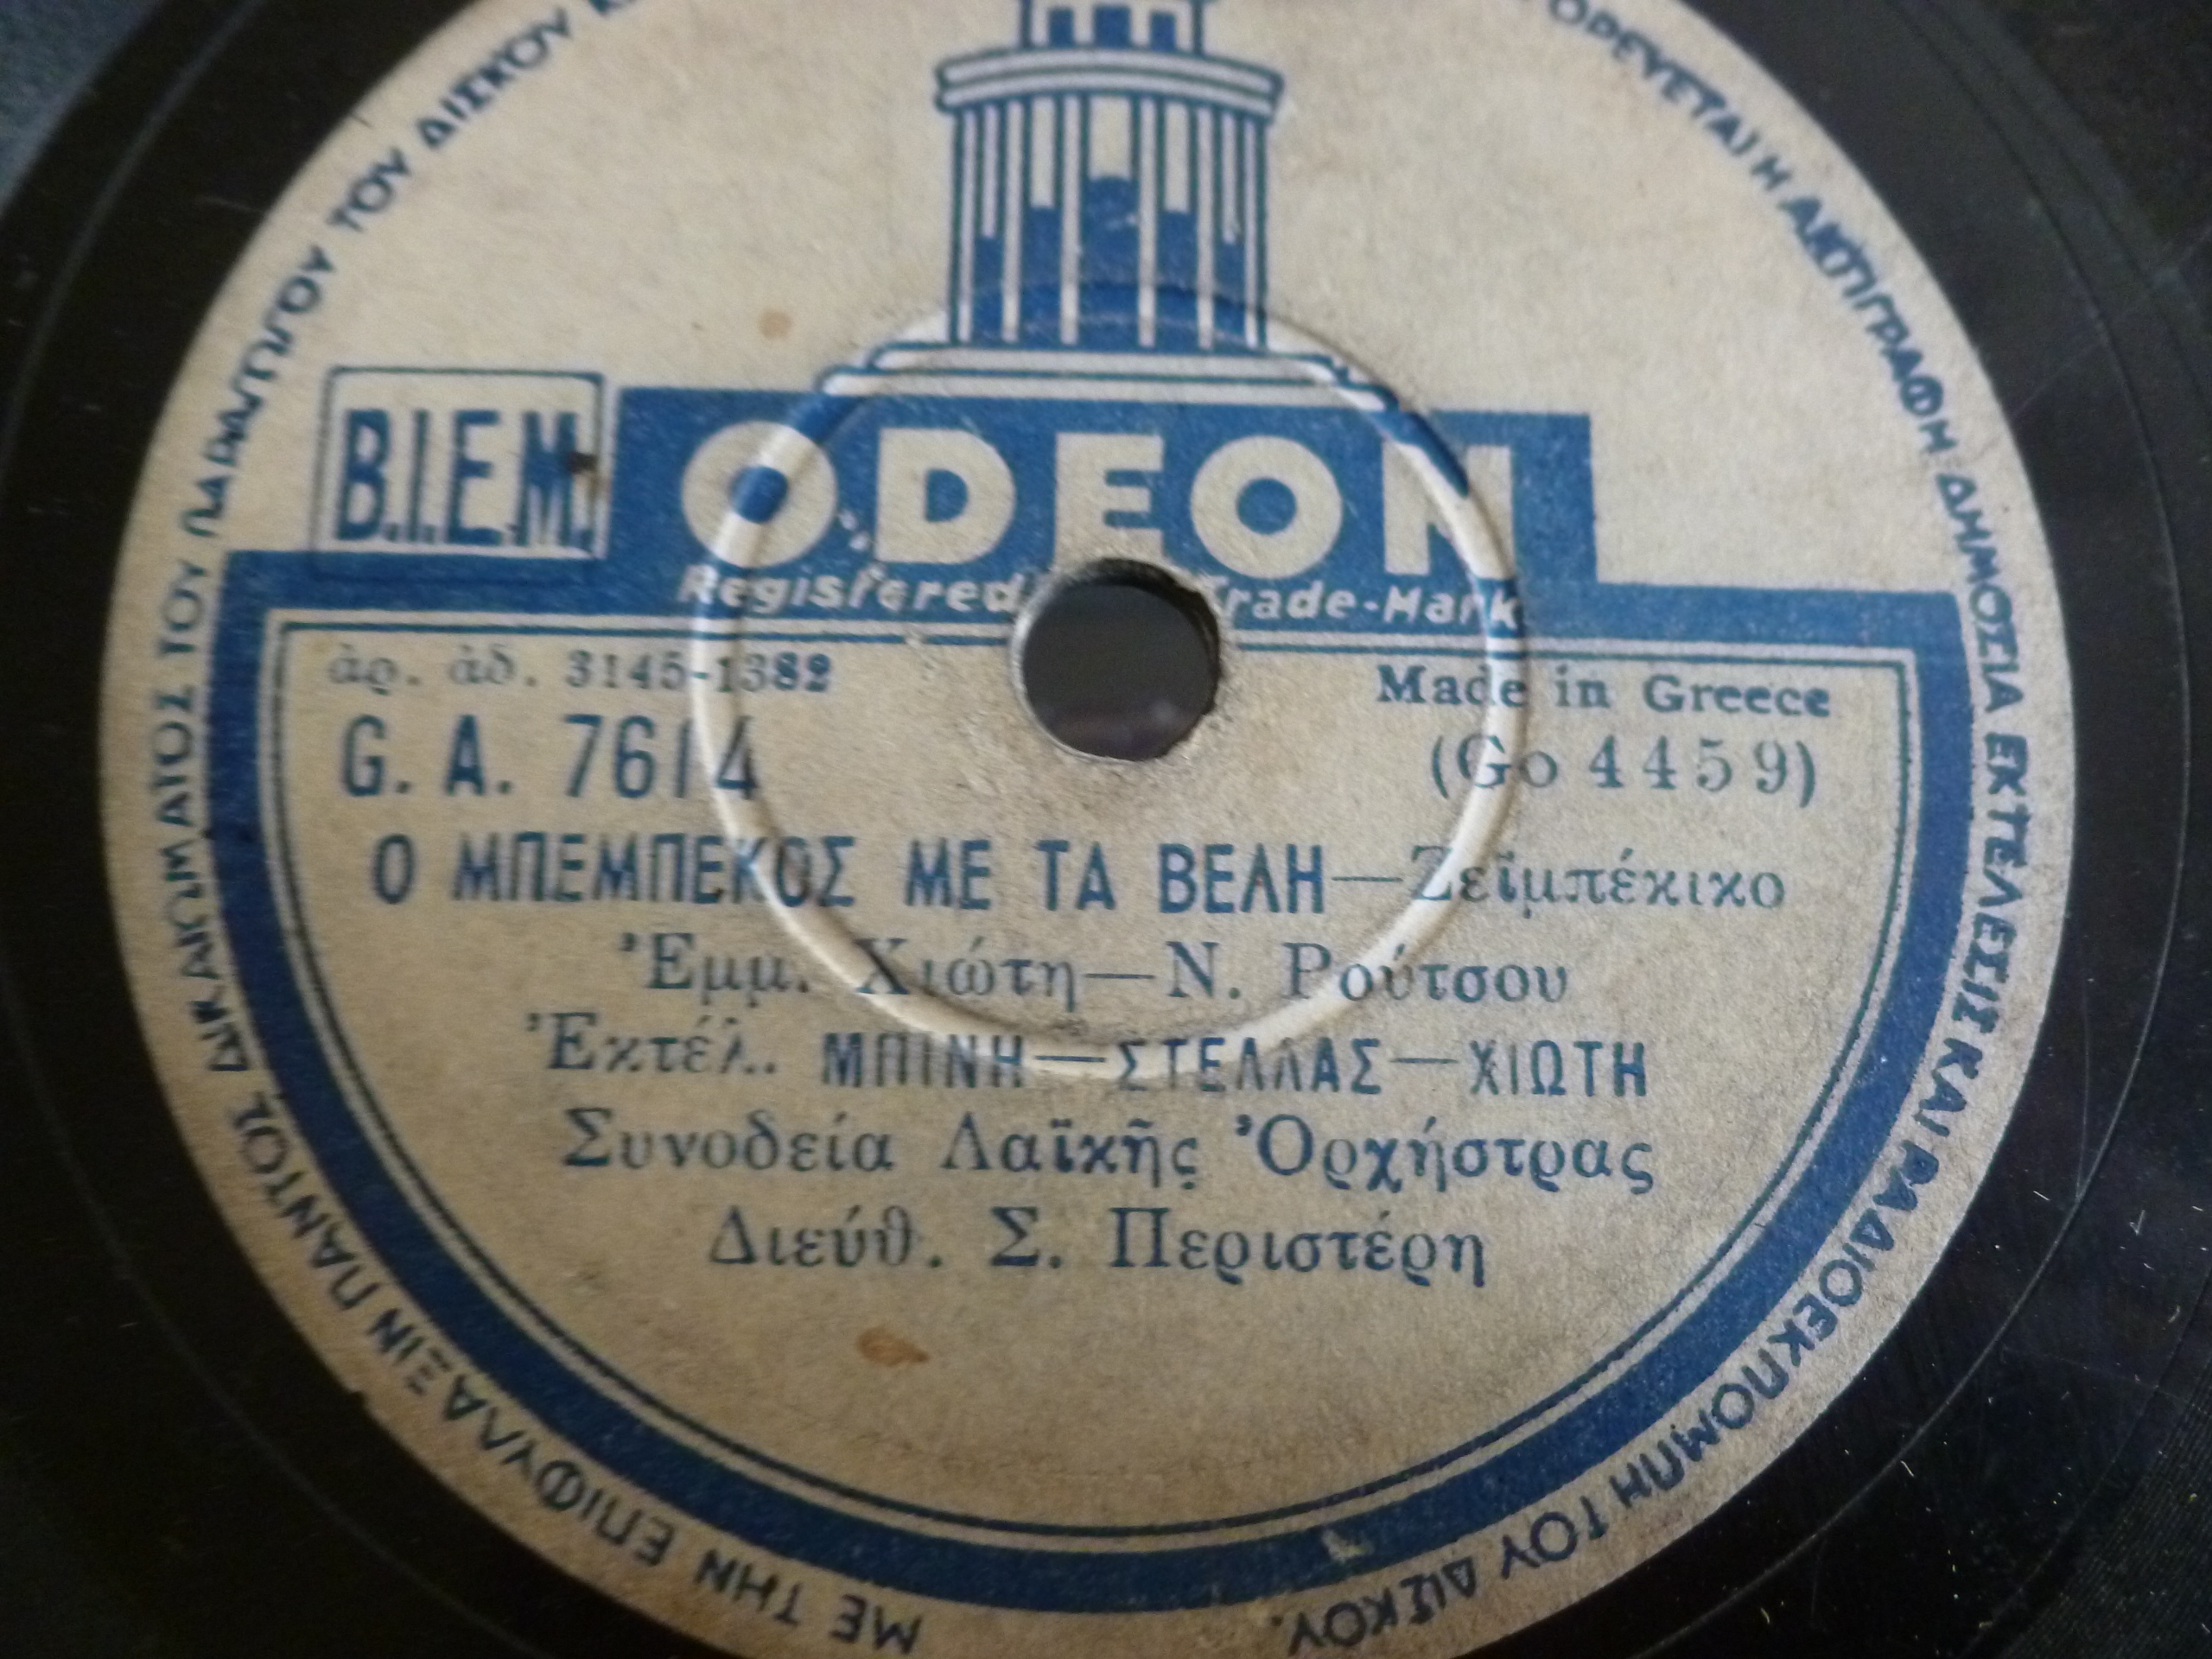 B.I.E.M.
ODEON
Registered Trade-Mark
ἀρ. ἀδ. 3145-1382
Made in Greece
G. A. 7614
(Go 4459)
Ο ΜΠΕΜΠΕΚΟΣ ΜΕ ΤΑ ΒΕΛΗ—Ζεϊμπέκικο
Ἐμμ. Χιώτη—Ν. Ρούτσου
Ἐκτέλ. ΜΠΙΝΗ—ΣΤΕΛΛΑΣ—ΧΙΩΤΗ
Συνοδεία Λαϊκῆς Ὀρχήστρας
Διεύθ. Σ. Περιστέρη
ΜΕ ΤΗΝ ΕΠΙΦΥΛΑΞΙΝ ΠΑΝΤΟΣ ΔΙΚΑΙΩΜΑΤΟΣ ΤΟΥ ΠΑΡΑΓΩΓΟΥ ΤΟΥ ΔΙΣΚΟΥ
Η ΑΝΤΙΓΡΑΦΗ ΔΗΜΟΣΙΑ ΕΚΤΕΛΕΣΙΣ ΚΑΙ ΡΑΔΙΟΕΚΠΟΜΠΗ ΤΟΥ ΔΙΣΚΟΥ.